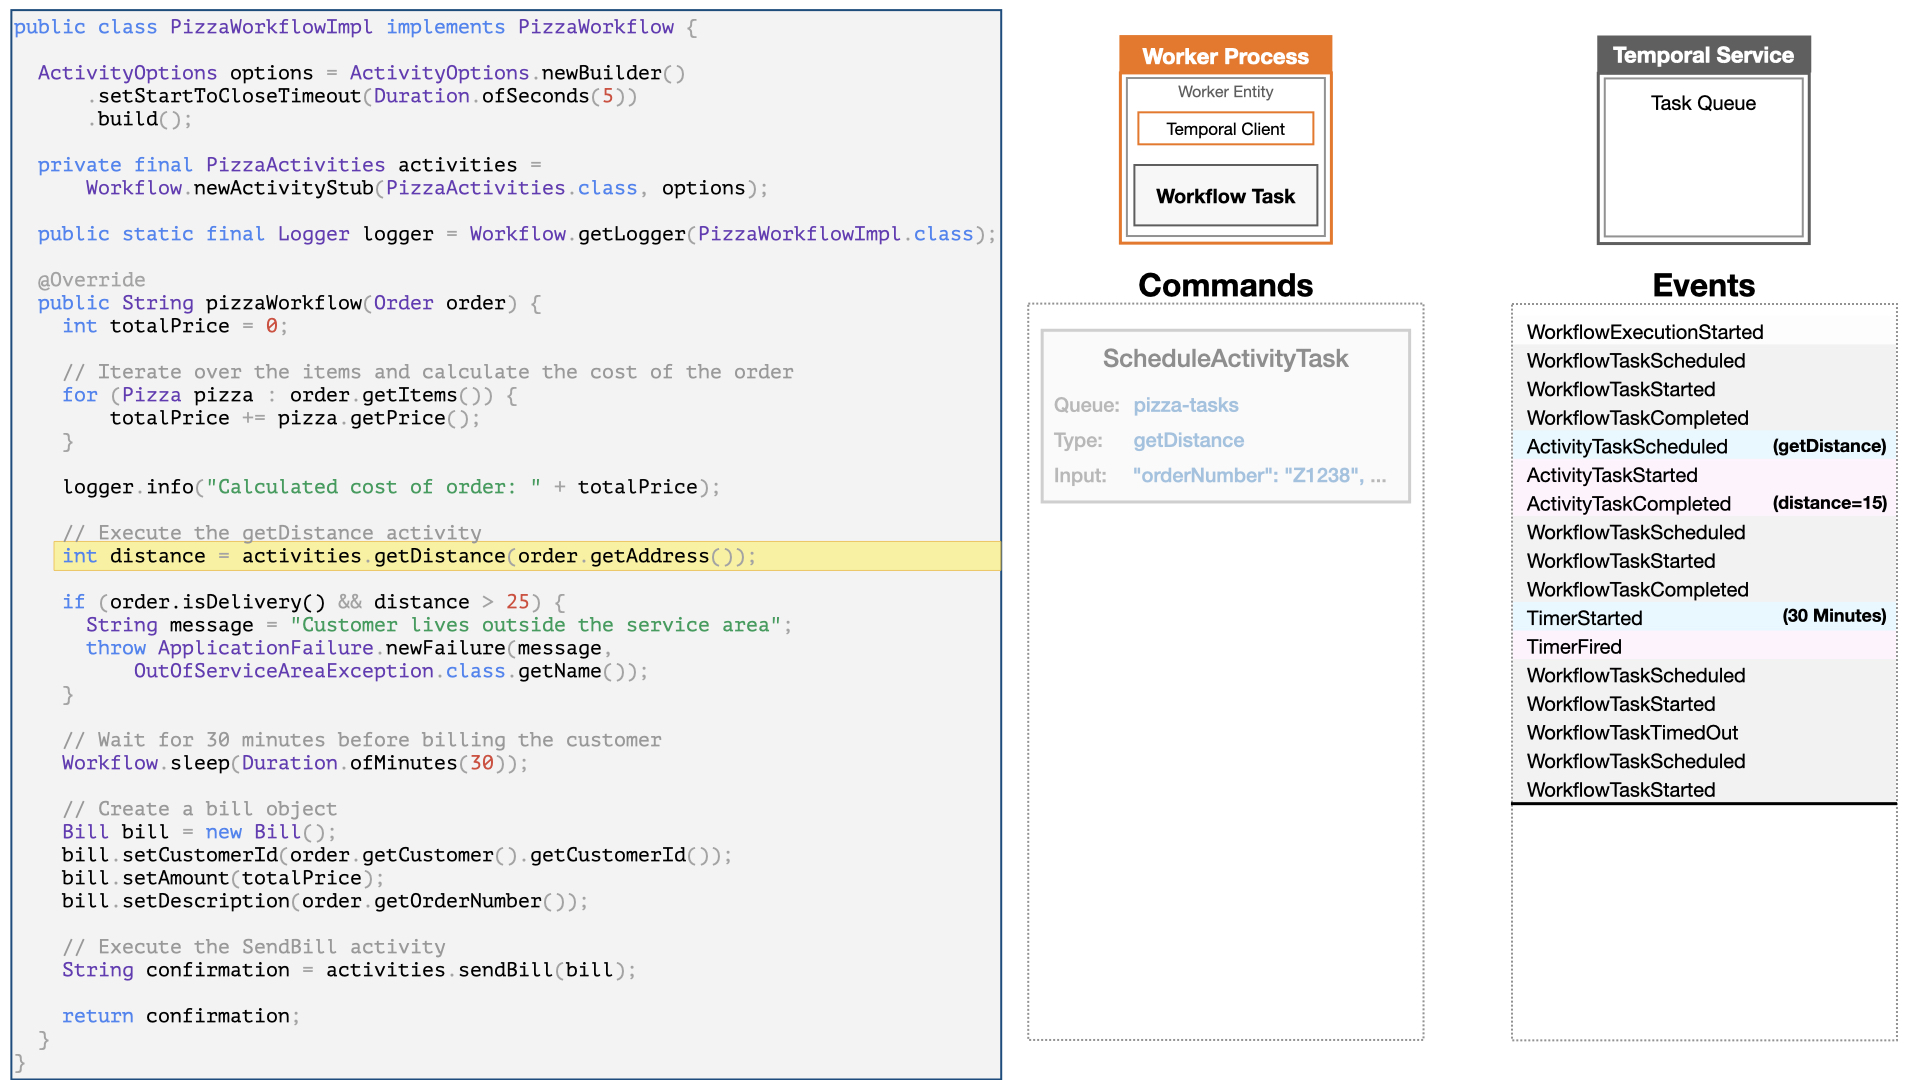 public class PizzaWorkflowImpl implements PizzaWorkflow {
ActivityOptions options = ActivityOptions.newBuilder()
.setStartToCloseTimeout(Duration.ofSeconds(5))
.build();
private final PizzaActivities activities =
Workflow.newActivityStub(PizzaActivities.class, options);
public static final Logger logger = Workflow.getLogger(PizzaWorkflowImpl.class);
@Override
public String pizzaWorkflow(Order order) {
int totalPrice = 0;
// Iterate over the items and calculate the cost of the order
for (Pizza pizza : order.getItems()) {
totalPrice += pizza.getPrice();
}
logger.info("Calculated cost of order: " + totalPrice);
// Execute the getDistance activity
int distance = activities.getDistance(order.getAddress());
if (order.isDelivery() && distance > 25) {
String message = "Customer lives outside the service area";
throw ApplicationFailure.newFailure(message,
OutOfServiceAreaException.class.getName());
}
// Wait for 30 minutes before billing the customer
Workflow.sleep(Duration.ofMinutes(30));
// Create a bill object
Bill bill = new Bill();
bill.setCustomerId(order.getCustomer().getCustomerId());
bill.setAmount(totalPrice);
bill.setDescription(order.getOrderNumber());
// Execute the SendBill activity
String confirmation = activities.sendBill(bill);
return confirmation;
}
}
Worker Process
Worker Entity
Temporal Client
Workflow Task
Commands
ScheduleActivityTask
Queue: pizza-tasks
Type: getDistance
Input: "orderNumber": "Z1238", ...
Temporal Service
Task Queue
Events
WorkflowExecutionStarted
WorkflowTaskScheduled
WorkflowTaskStarted
WorkflowTaskCompleted
ActivityTaskScheduled (getDistance)
ActivityTaskStarted
ActivityTaskCompleted (distance=15)
WorkflowTaskScheduled
WorkflowTaskStarted
WorkflowTaskCompleted
TimerStarted (30 Minutes)
TimerFired
WorkflowTaskScheduled
WorkflowTaskStarted
WorkflowTaskTimedOut
WorkflowTaskScheduled
WorkflowTaskStarted